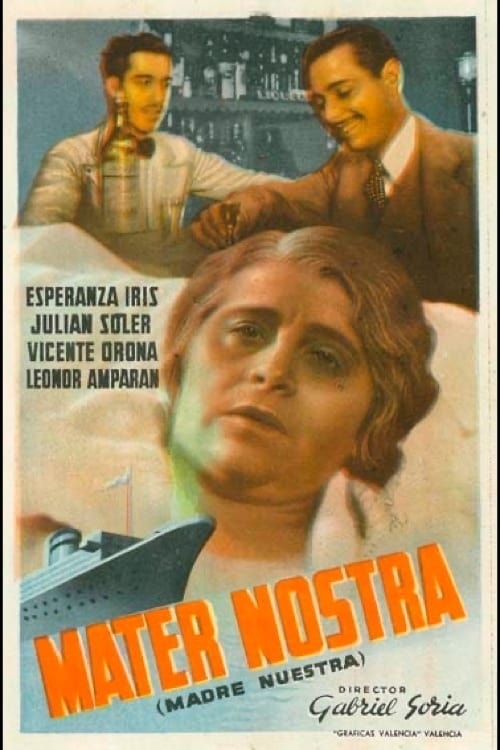 ESPERANZA IRIS
JULIAN SOLER
VICENTE ORONA
LEONOR AMPARAN
MATER NOSTRA
(MADRE NUESTRA)
DIRECTOR
Gabriel Soria
"GRAFICAS VALENCIA" VALENCIA